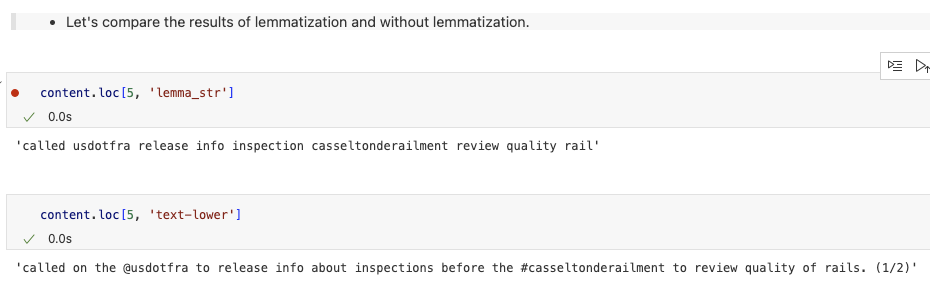 • Let's compare the results of lemmatization and without lemmatization.
content.loc[5, 'lemma_str']
0.0s
'called usdotfra release info inspection casseltonderailment review quality rail'
content.loc[5, 'text-lower']
0.0s
'called on the @usdotfra to release info about inspections before the #casseltonderailment to review quality of rails. (1/2)'